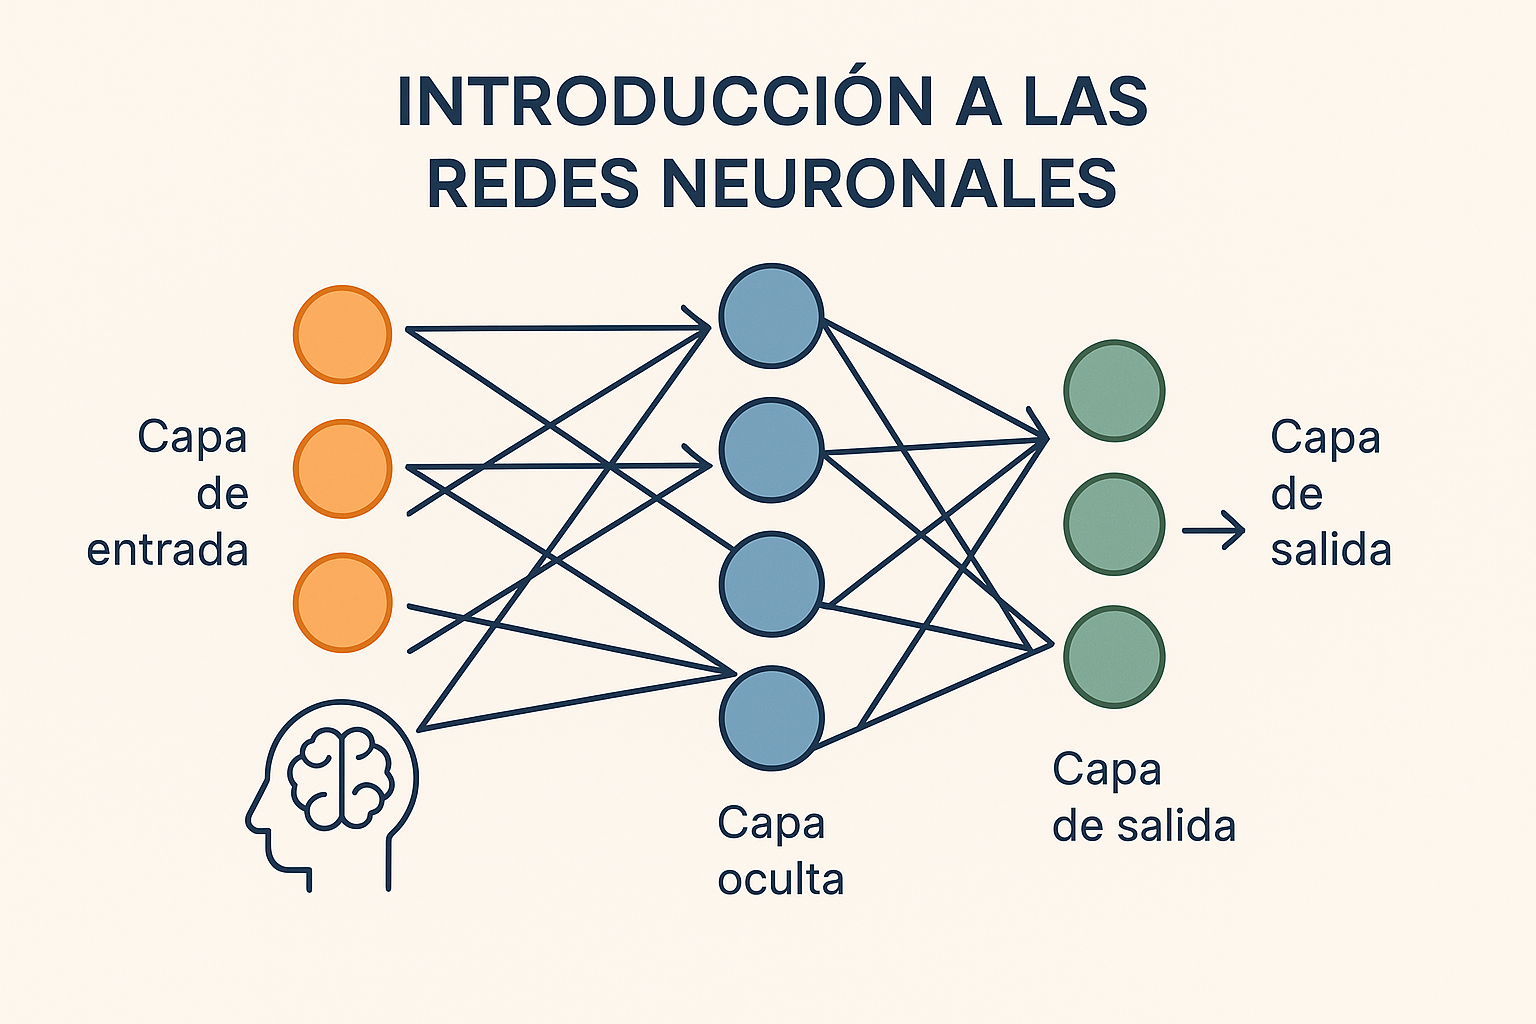 INTRODUCCIÓN A LAS
REDES NEURONALES
Capa
de
entrada
Capa
oculta
Capa
de salida
Capa
de
salida